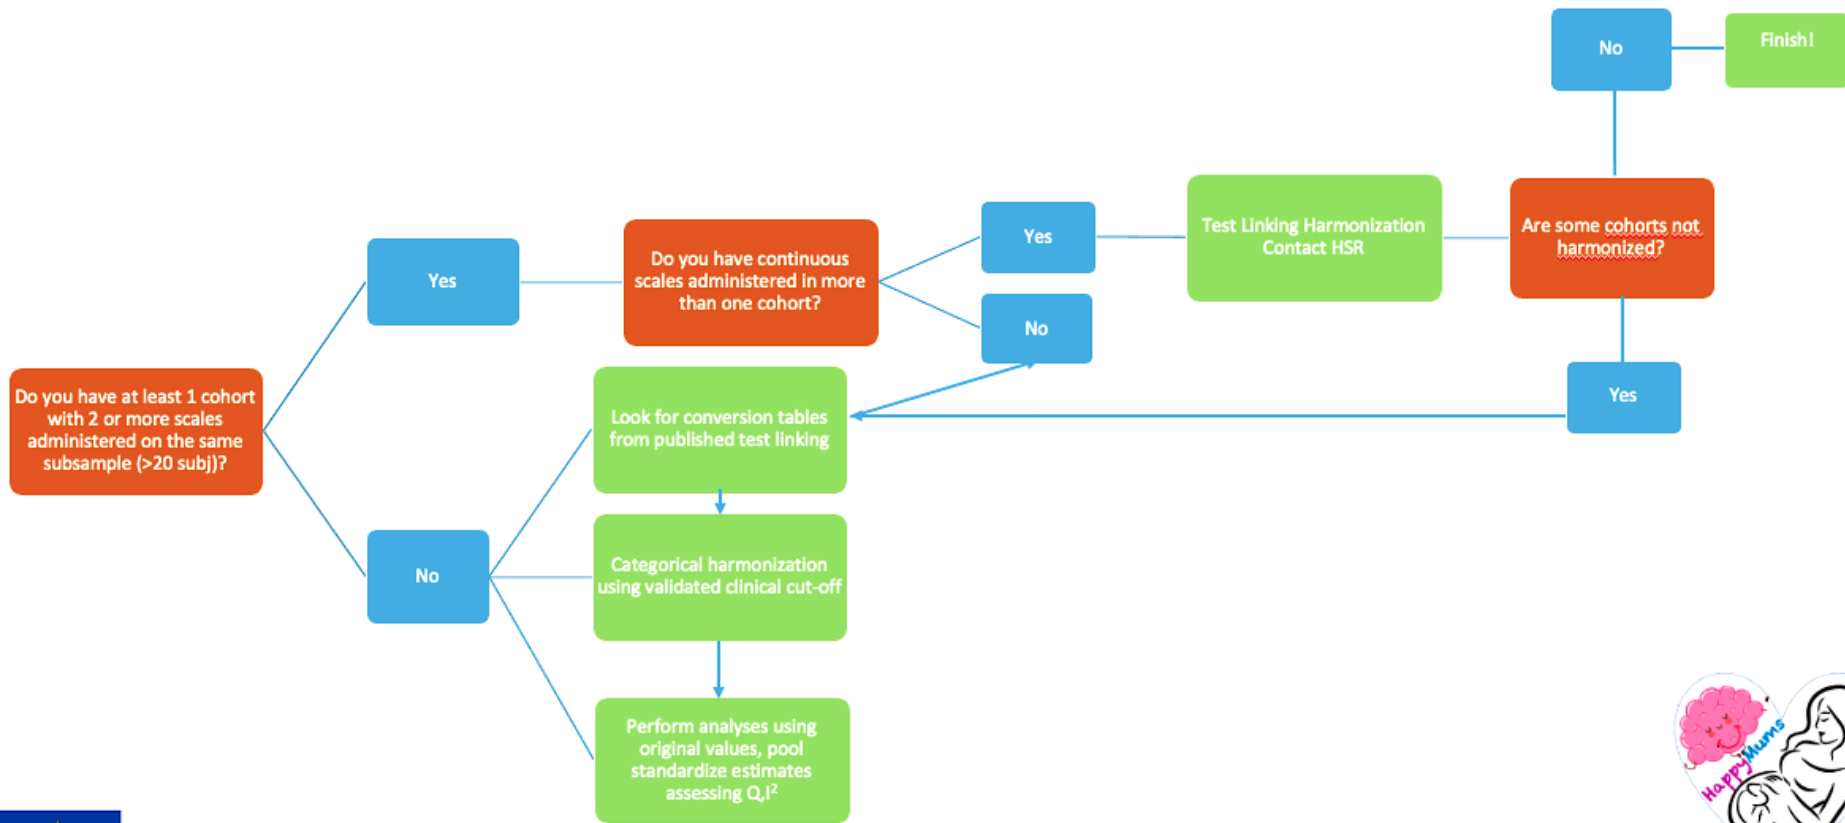 Do you have at least 1 cohort
with 2 or more scales
administered on the same
subsample (>20 subj)?
Yes
No
Do you have continuous
scales administered in more
than one cohort?
Yes
No
Test Linking Harmonization
Contact HSR
Are some cohorts not
harmonized?
No
Finish!
Yes
Look for conversion tables
from published test linking
Categorical harmonization
using validated clinical cut-off
Perform analyses using
original values, pool
standardize estimates
assessing Q,I²
HappyMums